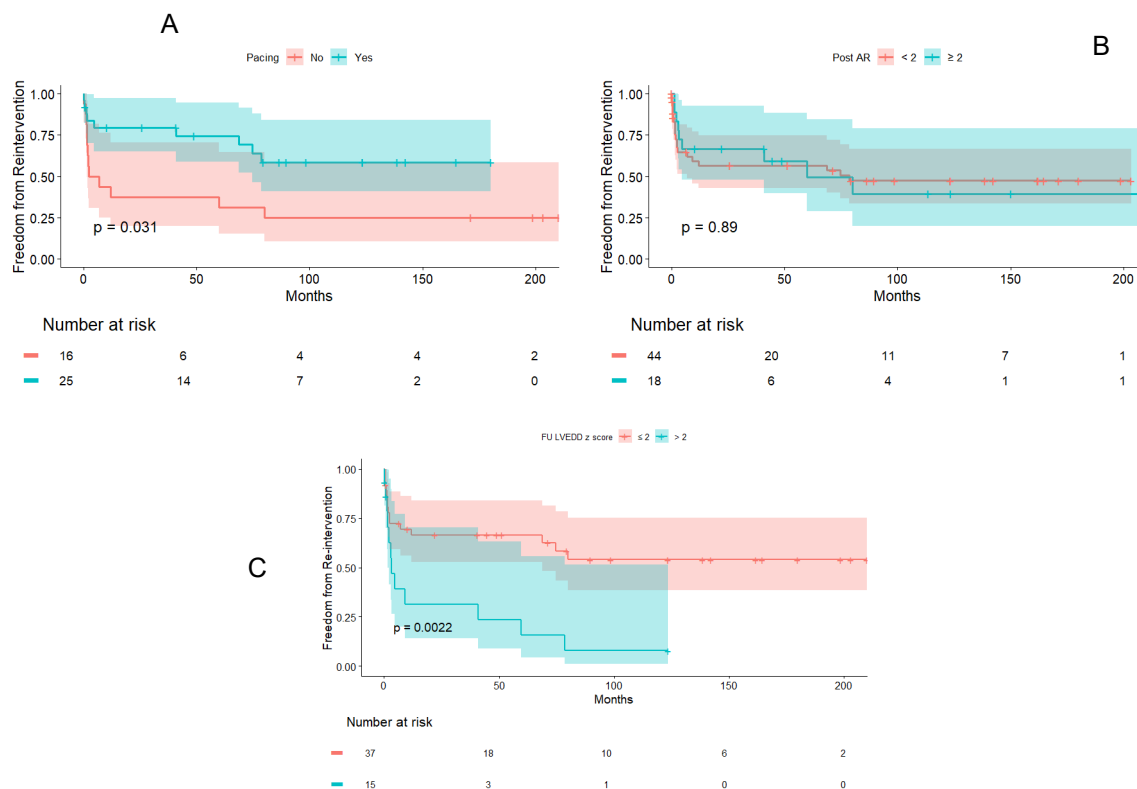 A
Pacing No Yes
Freedom from Reintervention
1.00
0.75
0.50
0.25
0.00
p = 0.031
0 50 100 150 200
Months
Number at risk
16 6 4 4 2
25 14 7 2 0
B
Post AR < 2 ≥ 2
Freedom from Reintervention
1.00
0.75
0.50
0.25
0.00
p = 0.89
0 50 100 150 200
Months
Number at risk
44 20 11 7 1
18 6 4 1 1
C
FU LVEDD z score ≤ 2 > 2
Freedom from Re-intervention
1.00
0.75
0.50
0.25
0.00
p = 0.0022
0 50 100 150 200
Months
Number at risk
37 18 10 6 2
15 3 1 0 0